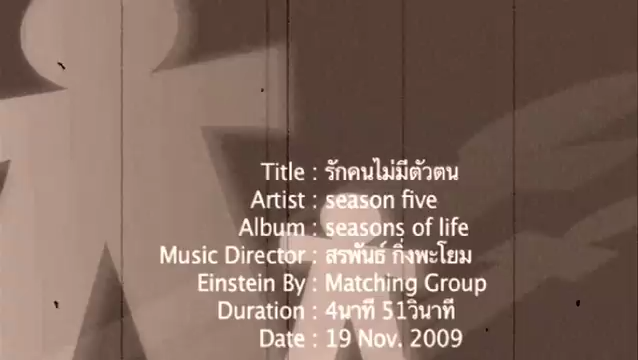 Title : รักคนไม่มีตัวตน
Artist : season five
Album : seasons of life
Music Director : สรพันธ์ กิ่งพะโยม
Einstein By : Matching Group
Duration : 4นาที 51วินาที
Date : 19 Nov. 2009